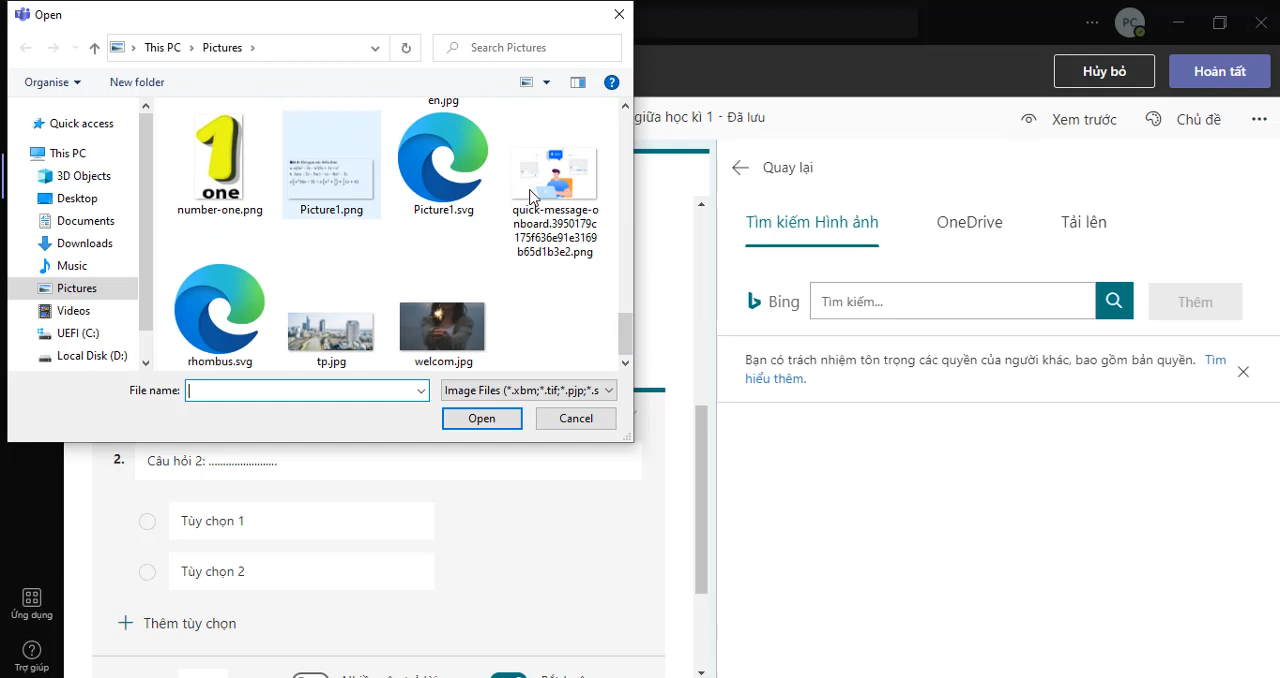 Open
This PC
Pictures
Search Pictures
Organise
New folder
Quick access
This PC
3D Objects
Desktop
Documents
Downloads
Music
Pictures
Videos
UEFI (C:)
Local Disk (D:)
en.jpg
one
number-one.png
Picture1.png
Picture1.svg
quick-message-o
nboard.3950179c
175f636e91e3169
b65d1b3e2.png
rhombus.svg
tp.jpg
welcom.jpg
File name:
Image Files (*.xbm;*.tif;*.pjp;*.s
Open
Cancel
PC
Hủy bỏ
Hoàn tất
giữa học kì 1 - Đã lưu
Xem trước
Chủ đề
Quay lại
Tìm kiếm Hình ảnh
OneDrive
Tải lên
Bing
Tìm kiếm...
Thêm
Bạn có trách nhiệm tôn trọng các quyền của người khác, bao gồm bản quyền. Tìm
hiểu thêm.
2.
Câu hỏi 2: ........................
Tùy chọn 1
Tùy chọn 2
Thêm tùy chọn
Ứng dụng
Trợ giúp